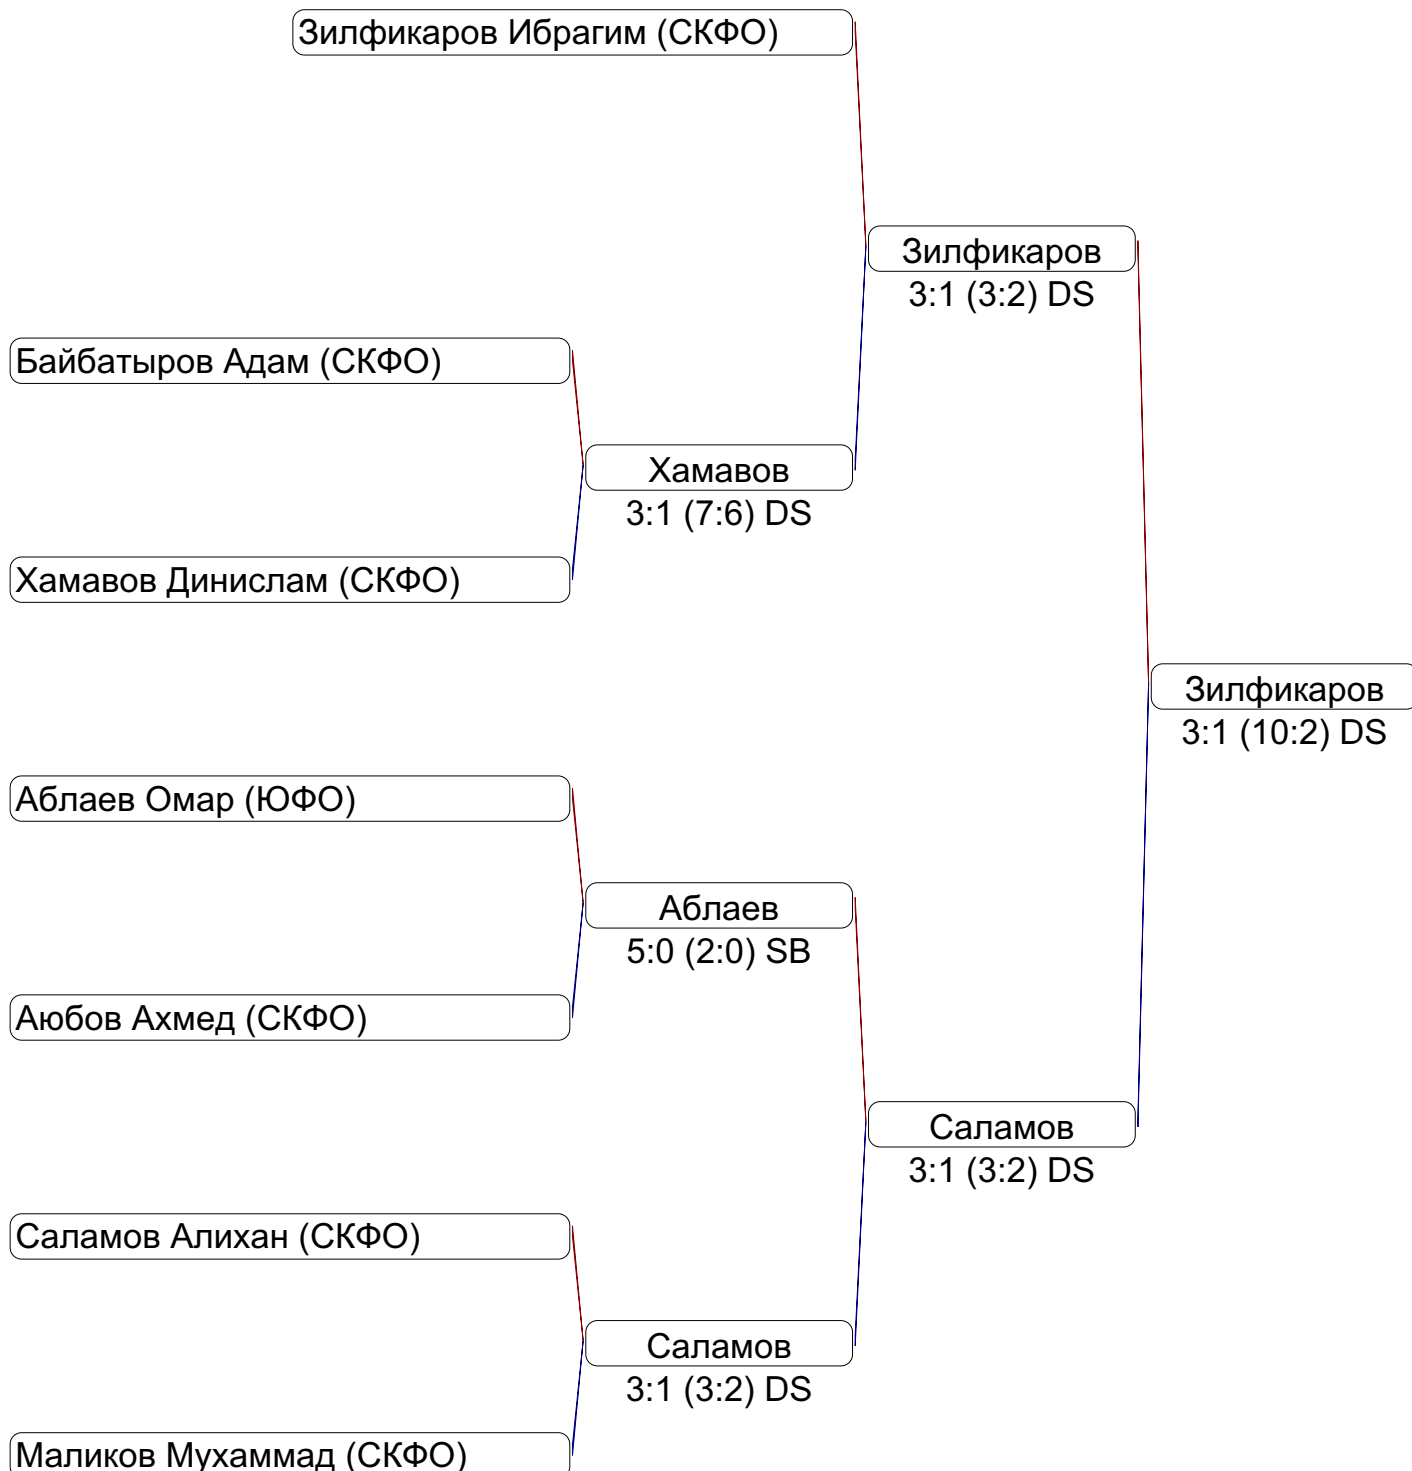 Зилфикаров Ибрагим (СКФО)
Зилфикаров
3:1 (3:2) DS
Байбатыров Адам (СКФО)
Хамавов
3:1 (7:6) DS
Хамавов Динислам (СКФО)
Зилфикаров
3:1 (10:2) DS
Аблаев Омар (ЮФО)
Аблаев
5:0 (2:0) SB
Аюбов Ахмед (СКФО)
Саламов
3:1 (3:2) DS
Саламов Алихан (СКФО)
Саламов
3:1 (3:2) DS
Маликов Мухаммад (СКФО)